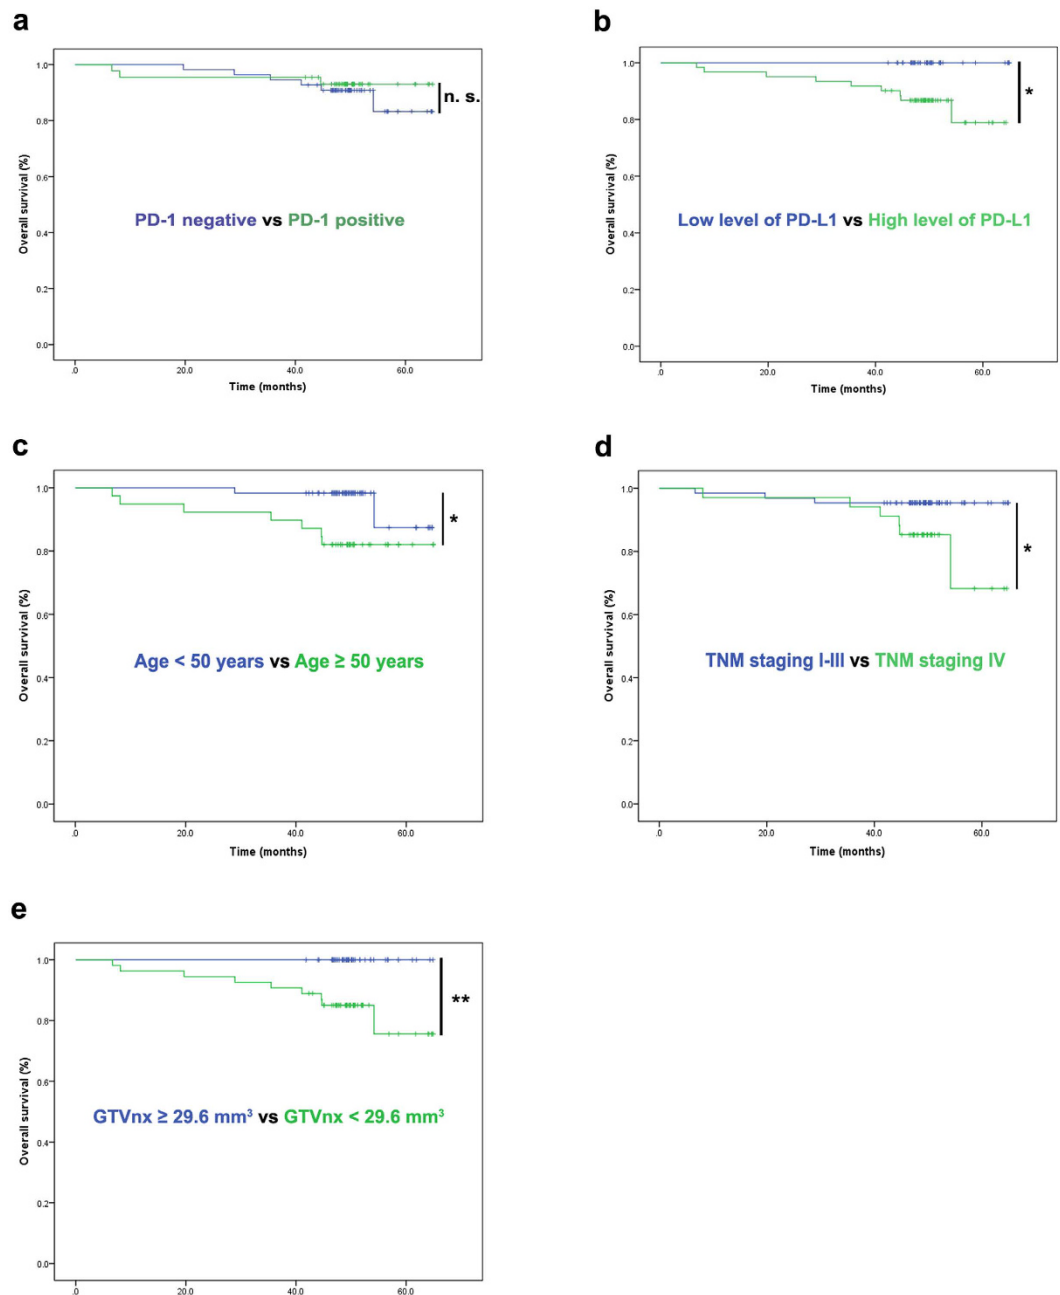 a
1.0
0.8
0.6
0.4
0.2
0.0
Overall survival (%)
n. s.
PD-1 negative vs PD-1 positive
.0 20.0 40.0 60.0
Time (months)
b
1.0
0.8
0.6
0.4
0.2
0.0
Overall survival (%)
*
Low level of PD-L1 vs High level of PD-L1
.0 20.0 40.0 60.0
Time (months)
c
1.0
0.8
0.6
0.4
0.2
0.0
Overall survival (%)
*
Age < 50 years vs Age ≥ 50 years
.0 20.0 40.0 60.0
Time (months)
d
1.0
0.8
0.6
0.4
0.2
0.0
Overall survival (%)
*
TNM staging I-III vs TNM staging IV
.0 20.0 40.0 60.0
Time (months)
e
1.0
0.8
0.6
0.4
0.2
0.0
Overall survival (%)
**
GTVnx ≥ 29.6 mm³ vs GTVnx < 29.6 mm³
.0 20.0 40.0 60.0